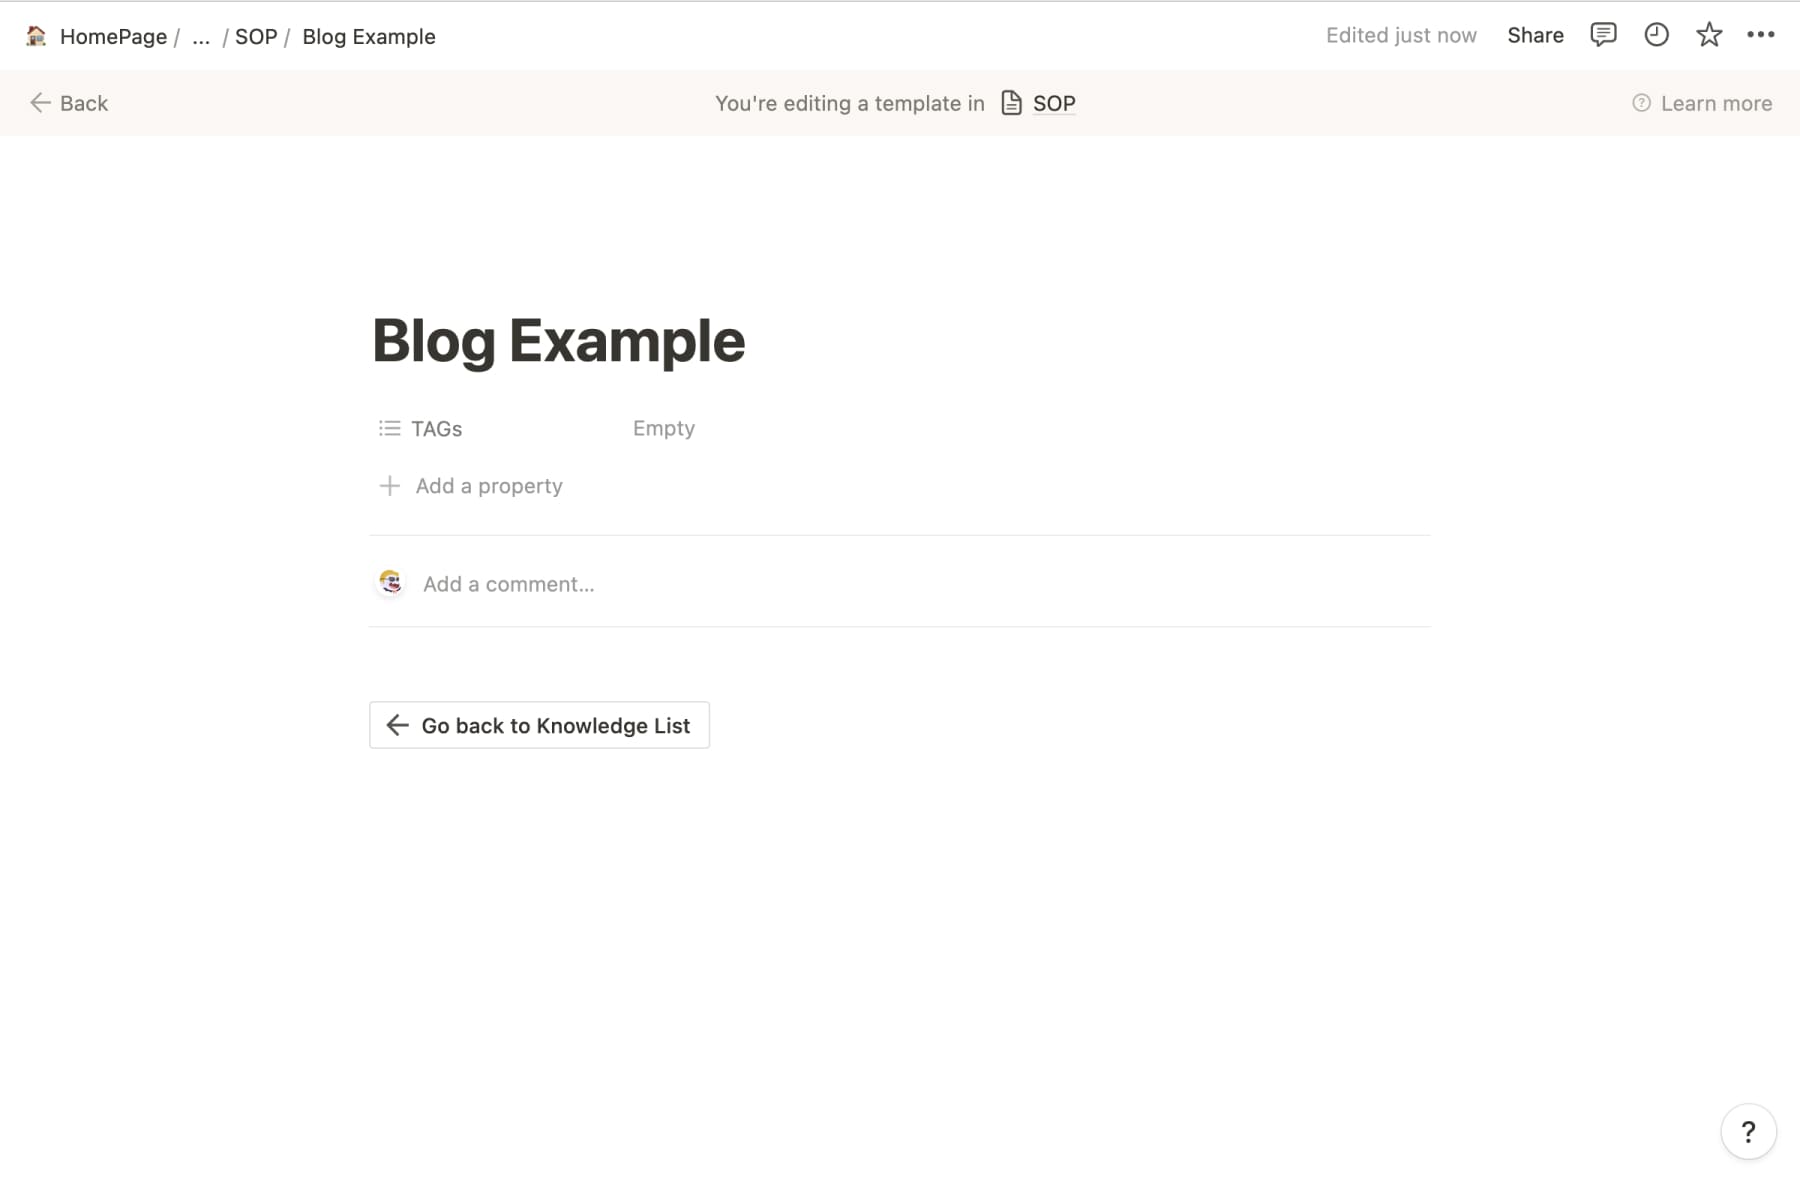 HomePage / ... / SOP / Blog Example
Edited just now Share
Back
You're editing a template in SOP
Learn more
Blog Example
TAGs Empty
Add a property
Add a comment...
Go back to Knowledge List
?